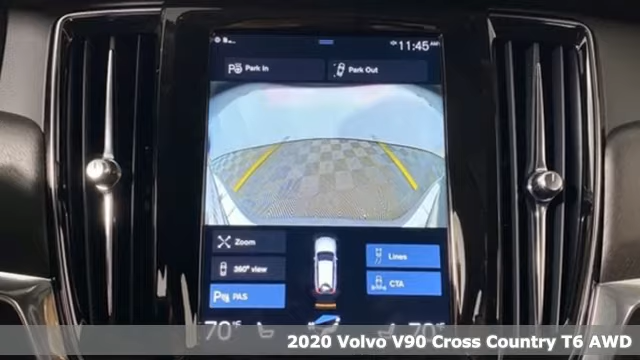 11:45 AM
Park In
Park Out
Zoom
360° view
PAS
Lines
CTA
70°F
70°F
2020 Volvo V90 Cross Country T6 AWD